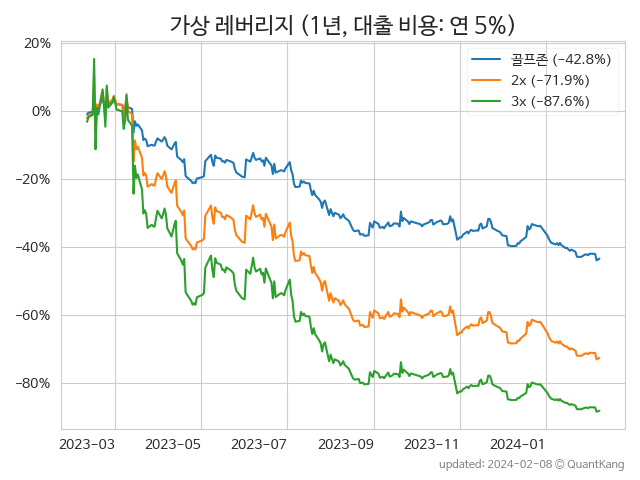 가상 레버리지 (1년, 대출 비용: 연 5%)
골프존 (−42.8%)
2x (−71.9%)
3x (−87.6%)
20%
0%
−20%
−40%
−60%
−80%
2023-03 2023-05 2023-07 2023-09 2023-11 2024-01
updated: 2024-02-08 © QuantKang